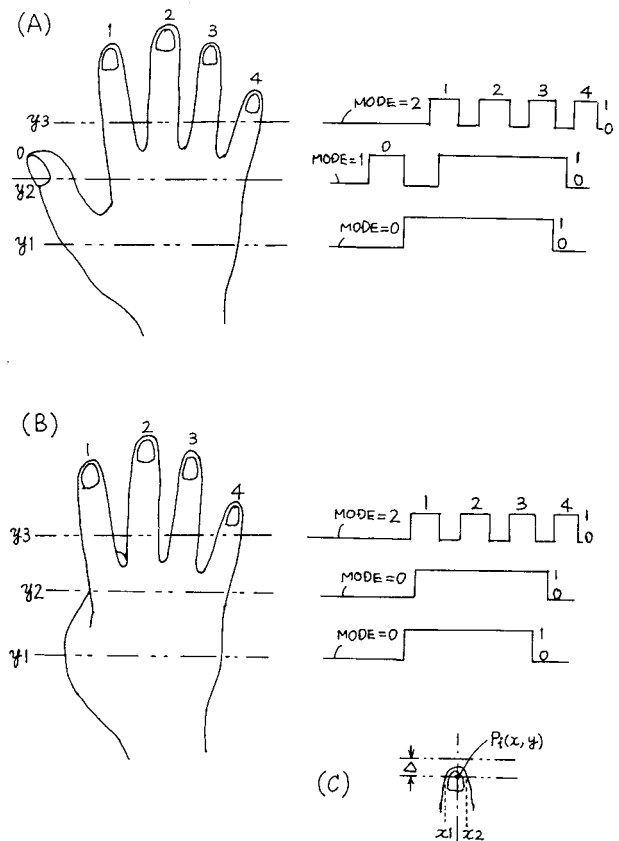 (A)
1 2 3 4
0
y3
y2
y1
MODE=2 1 2 3 4 1 0
MODE=1 0 1 0
MODE=0 1 0
(B)
1 2 3 4
y3
y2
y1
MODE=2 1 2 3 4 1 0
MODE=0 1 0
MODE=0 1 0
(C)
Pi(x,y)
Δ
x1 x2